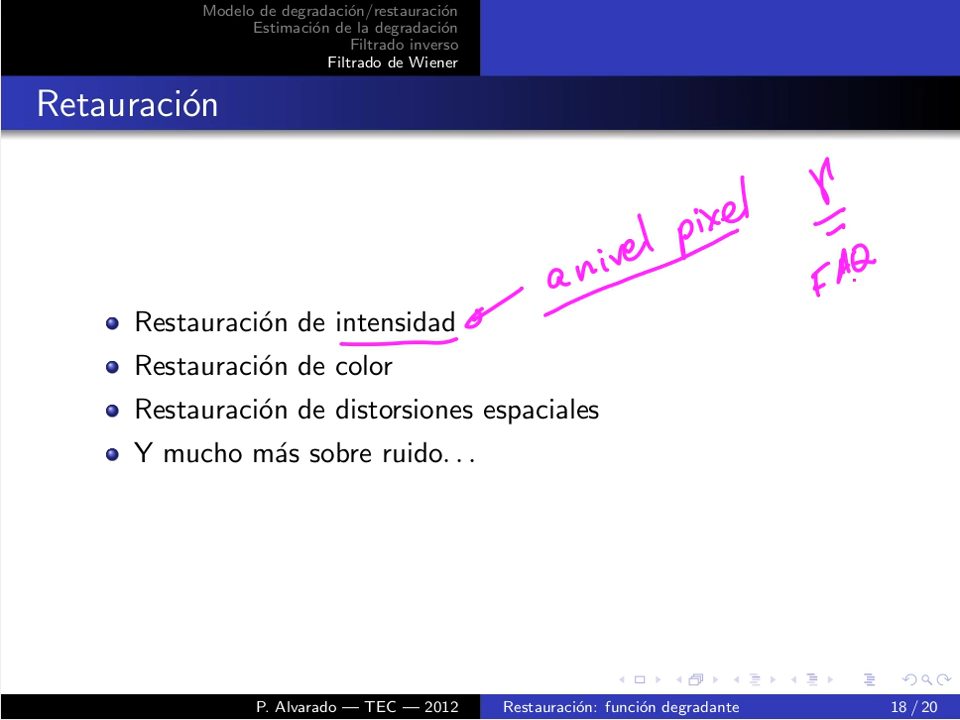 Modelo de degradación/restauración
Estimación de la degradación
Filtrado inverso
Filtrado de Wiener
Retauración
a nivel pixel
γ
FAQ
Restauración de intensidad
Restauración de color
Restauración de distorsiones espaciales
Y mucho más sobre ruido...
P. Alvarado — TEC — 2012
Restauración: función degradante
18 / 20